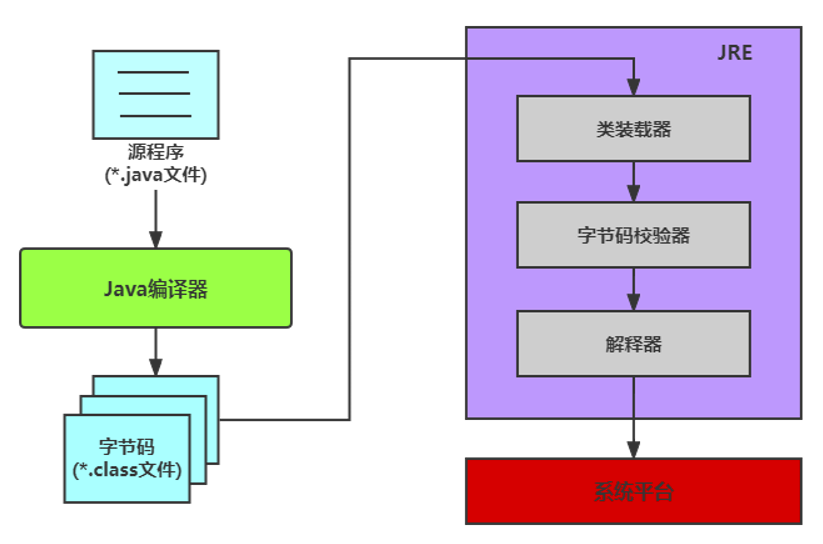 源程序
(*.java文件)
Java编译器
字节码
(*.class文件)
JRE
类装载器
字节码校验器
解释器
系统平台